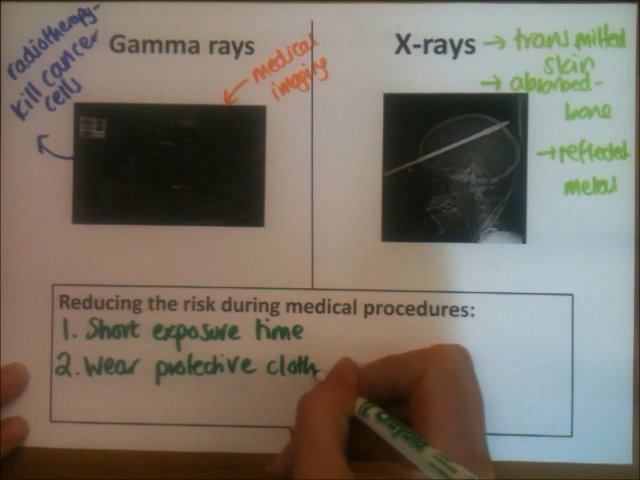 radiotherapy-
kill cancer
cells
Gamma rays
medical
imaging
X-rays → transmitted
skin
→ absorbed-
bone
→ reflected
metal
Reducing the risk during medical procedures:
1. Short exposure time
2. Wear protective cloth
Crayola